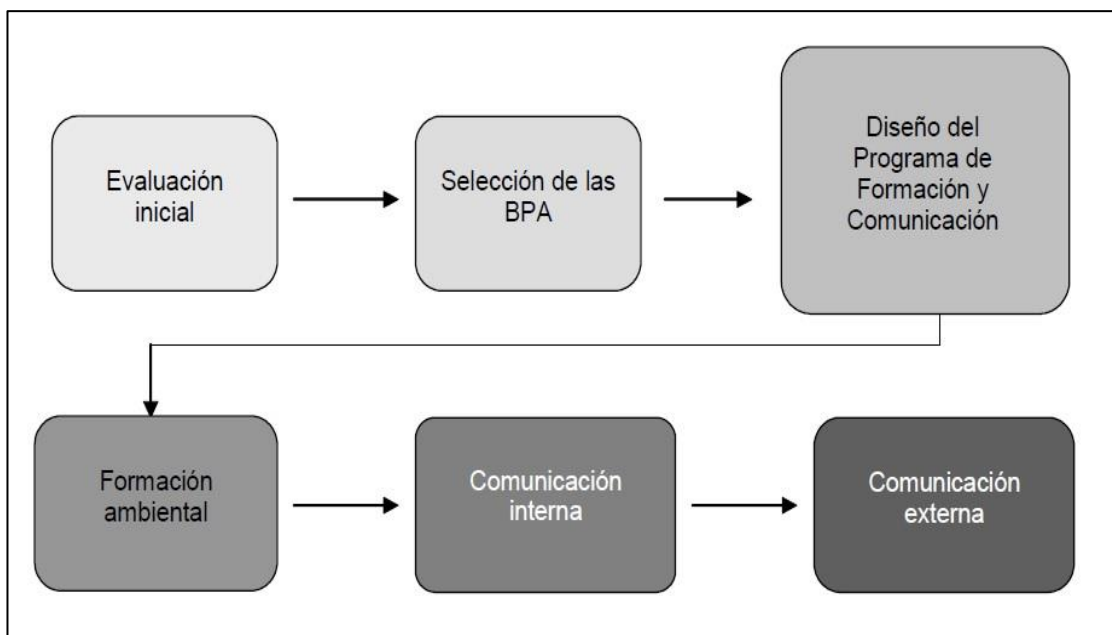 Evaluación
inicial
Selección de las
BPA
Diseño del
Programa de
Formación y
Comunicación
Formación
ambiental
Comunicación
interna
Comunicación
externa